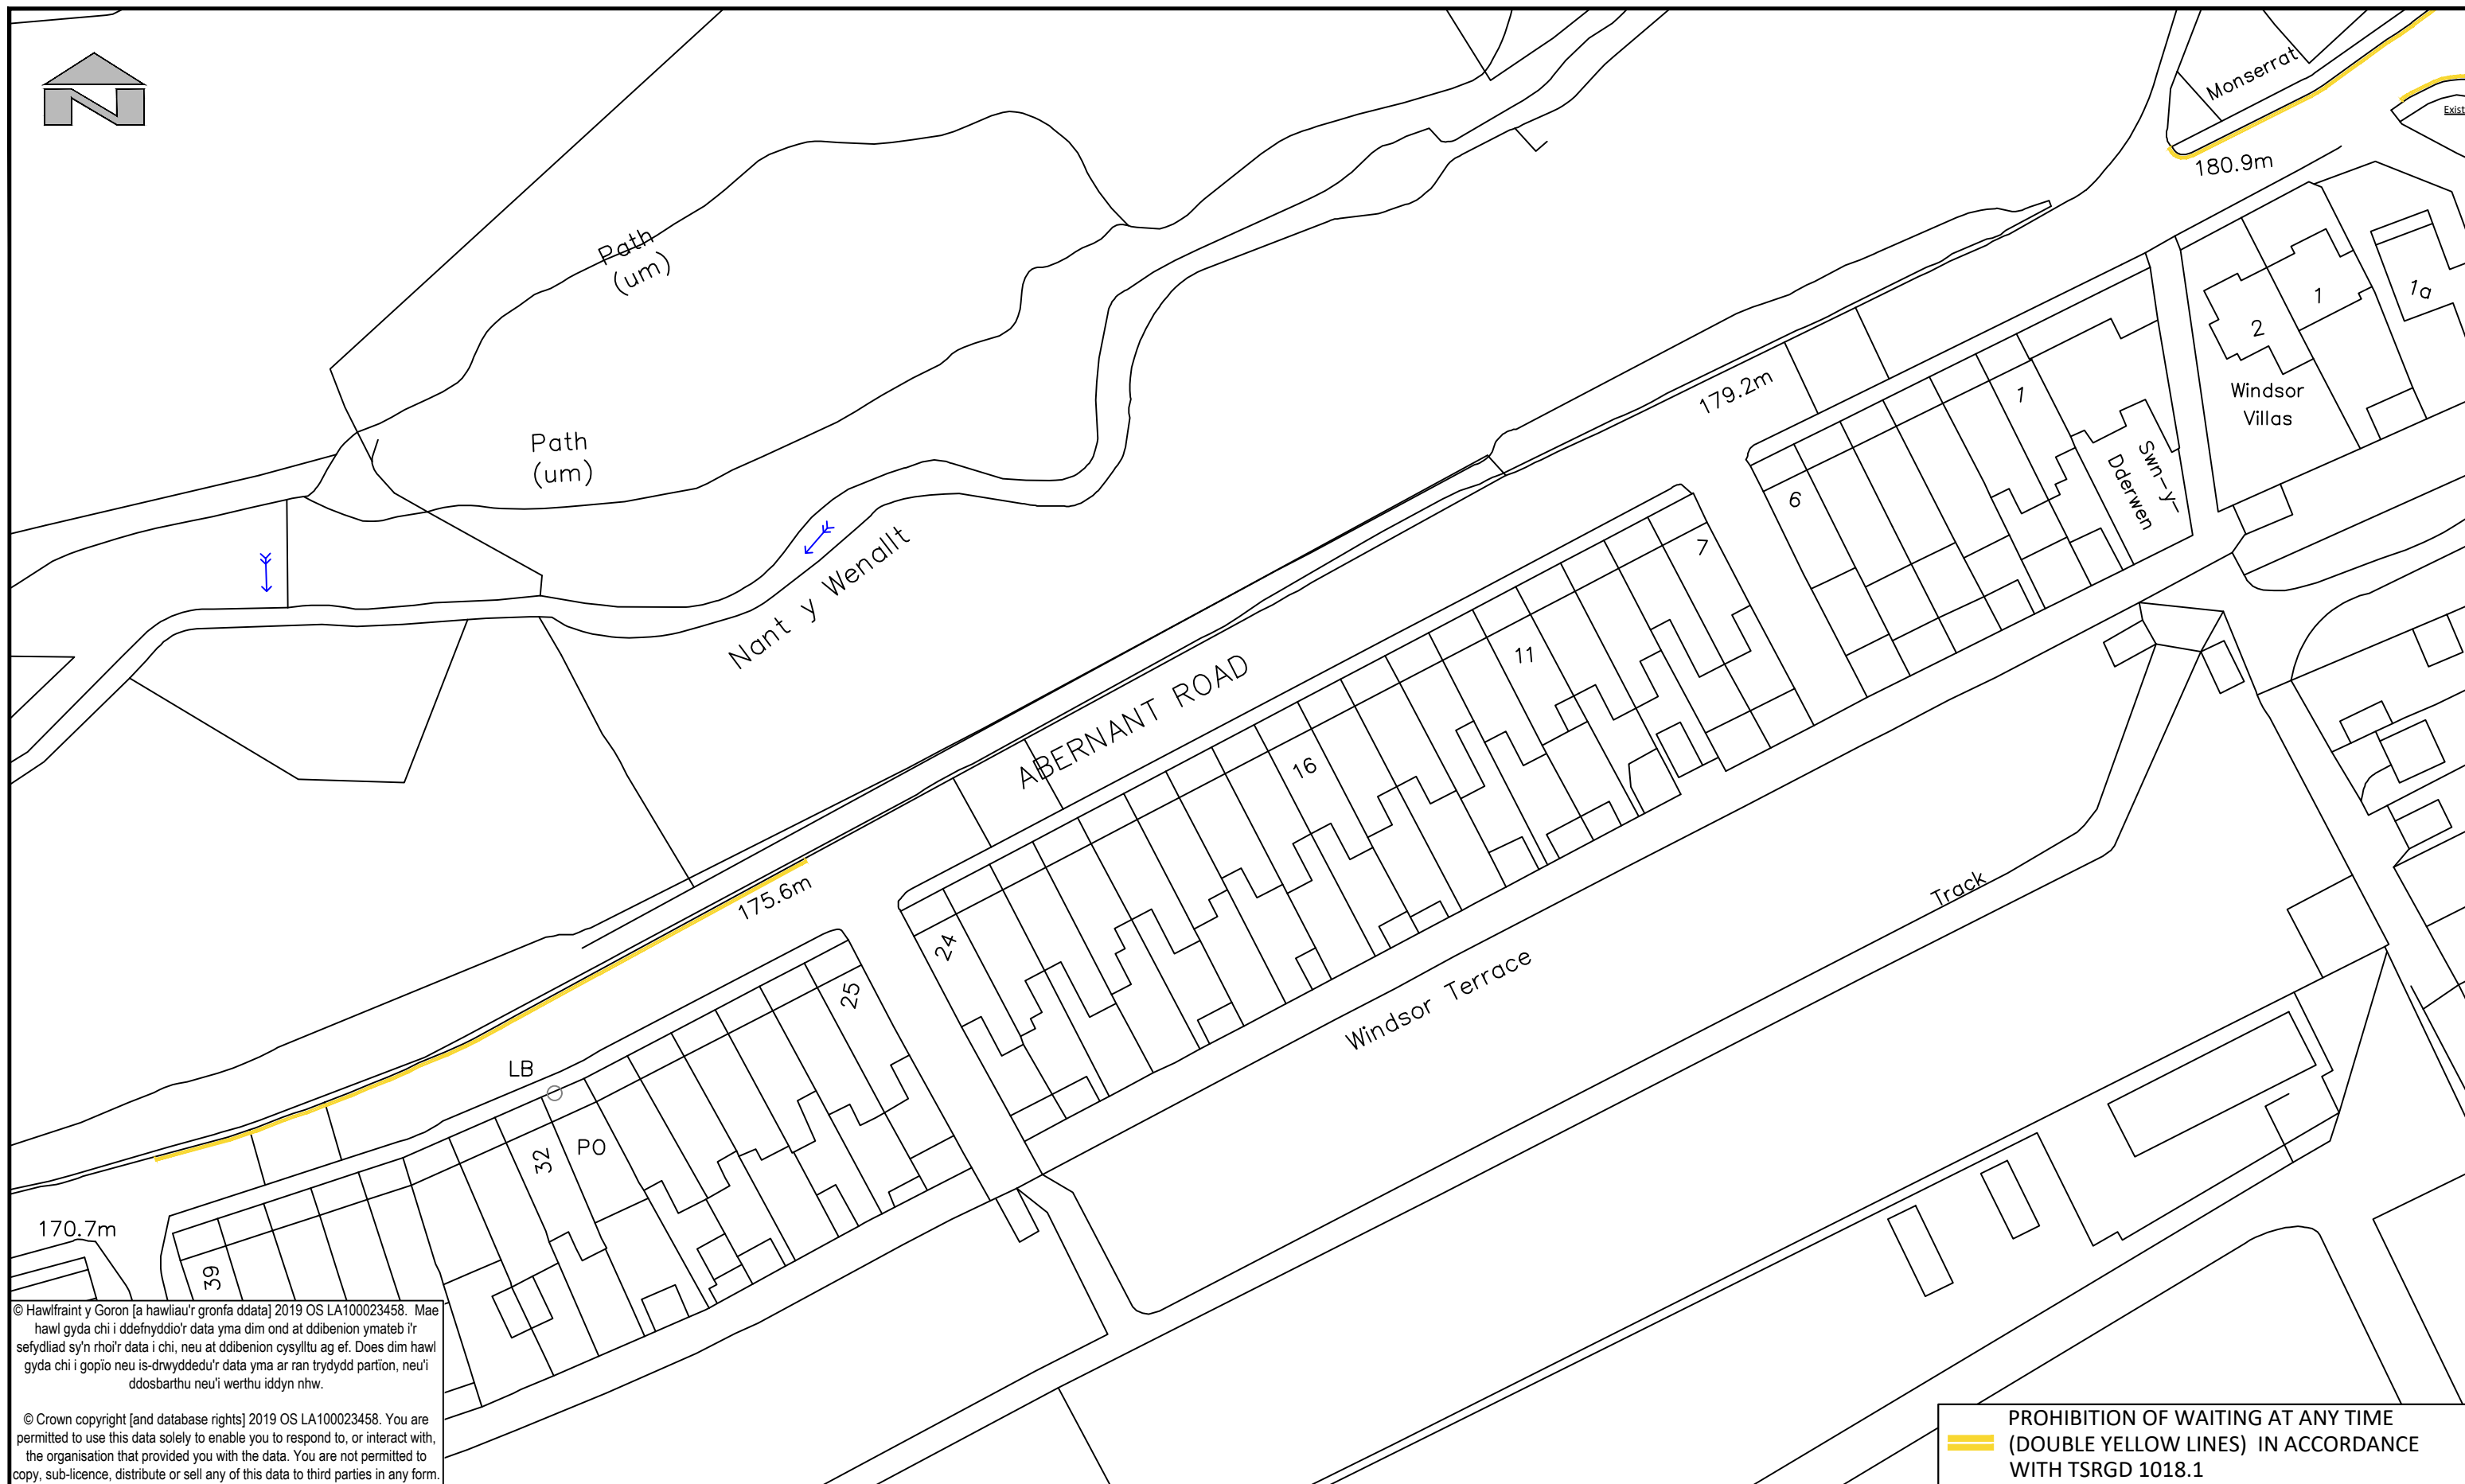 N
Monserrat
Exist
180.9m
Path
(um)
1a
1
2
Windsor
Villas
179.2m
1
Path
(um)
Swn-y-
Dderwen
6
Nant y Wenallt
7
11
ABERNANT ROAD
16
175.6m
Track
24
Windsor Terrace
25
LB
PO
32
170.7m
39
© Hawlfraint y Goron [a hawliau'r gronfa ddata] 2019 OS LA100023458. Mae
hawl gyda chi i ddefnyddio'r data yma dim ond at ddibenion ymateb i'r
sefydliad sy'n rhoi'r data i chi, neu at ddibenion cysylltu ag ef. Does dim hawl
gyda chi i gopïo neu is-drwyddedu'r data yma ar ran trydydd partïon, neu'i
ddosbarthu neu'i werthu iddyn nhw.
© Crown copyright [and database rights] 2019 OS LA100023458. You are
permitted to use this data solely to enable you to respond to, or interact with,
the organisation that provided you with the data. You are not permitted to
copy, sub-licence, distribute or sell any of this data to third parties in any form.
PROHIBITION OF WAITING AT ANY TIME
(DOUBLE YELLOW LINES) IN ACCORDANCE
WITH TSRGD 1018.1